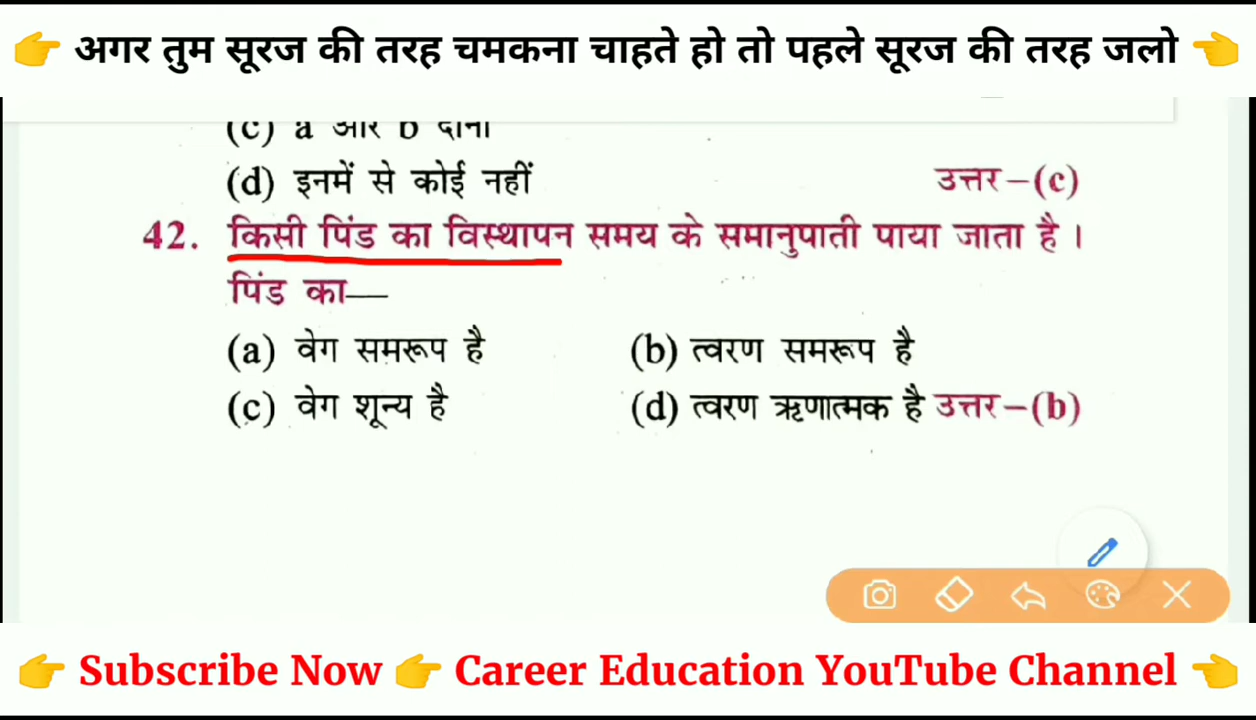 👉 अगर तुम सूरज की तरह चमकना चाहते हो तो पहले सूरज की तरह जलो 👈
(c) a और b दोनों
(d) इनमें से कोई नहीं उत्तर–(c)
42. किसी पिंड का विस्थापन समय के समानुपाती पाया जाता है ।
पिंड का—
(a) वेग समरूप है (b) त्वरण समरूप है
(c) वेग शून्य है (d) त्वरण ऋणात्मक है उत्तर–(b)
👉 Subscribe Now 👉 Career Education YouTube Channel 👈